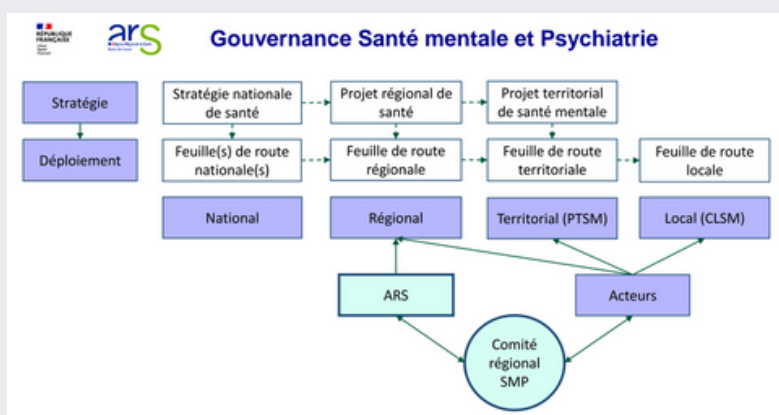 RÉPUBLIQUE
FRANÇAISE
ars
Gouvernance Santé mentale et Psychiatrie
Stratégie
Stratégie nationale
de santé
Projet régional de
santé
Projet territorial
de santé mentale
Déploiement
Feuille(s) de route
nationale(s)
Feuille de route
régionale
Feuille de route
territoriale
Feuille de route
locale
National
Régional
Territorial (PTSM)
Local (CLSM)
ARS
Acteurs
Comité
régional
SMP